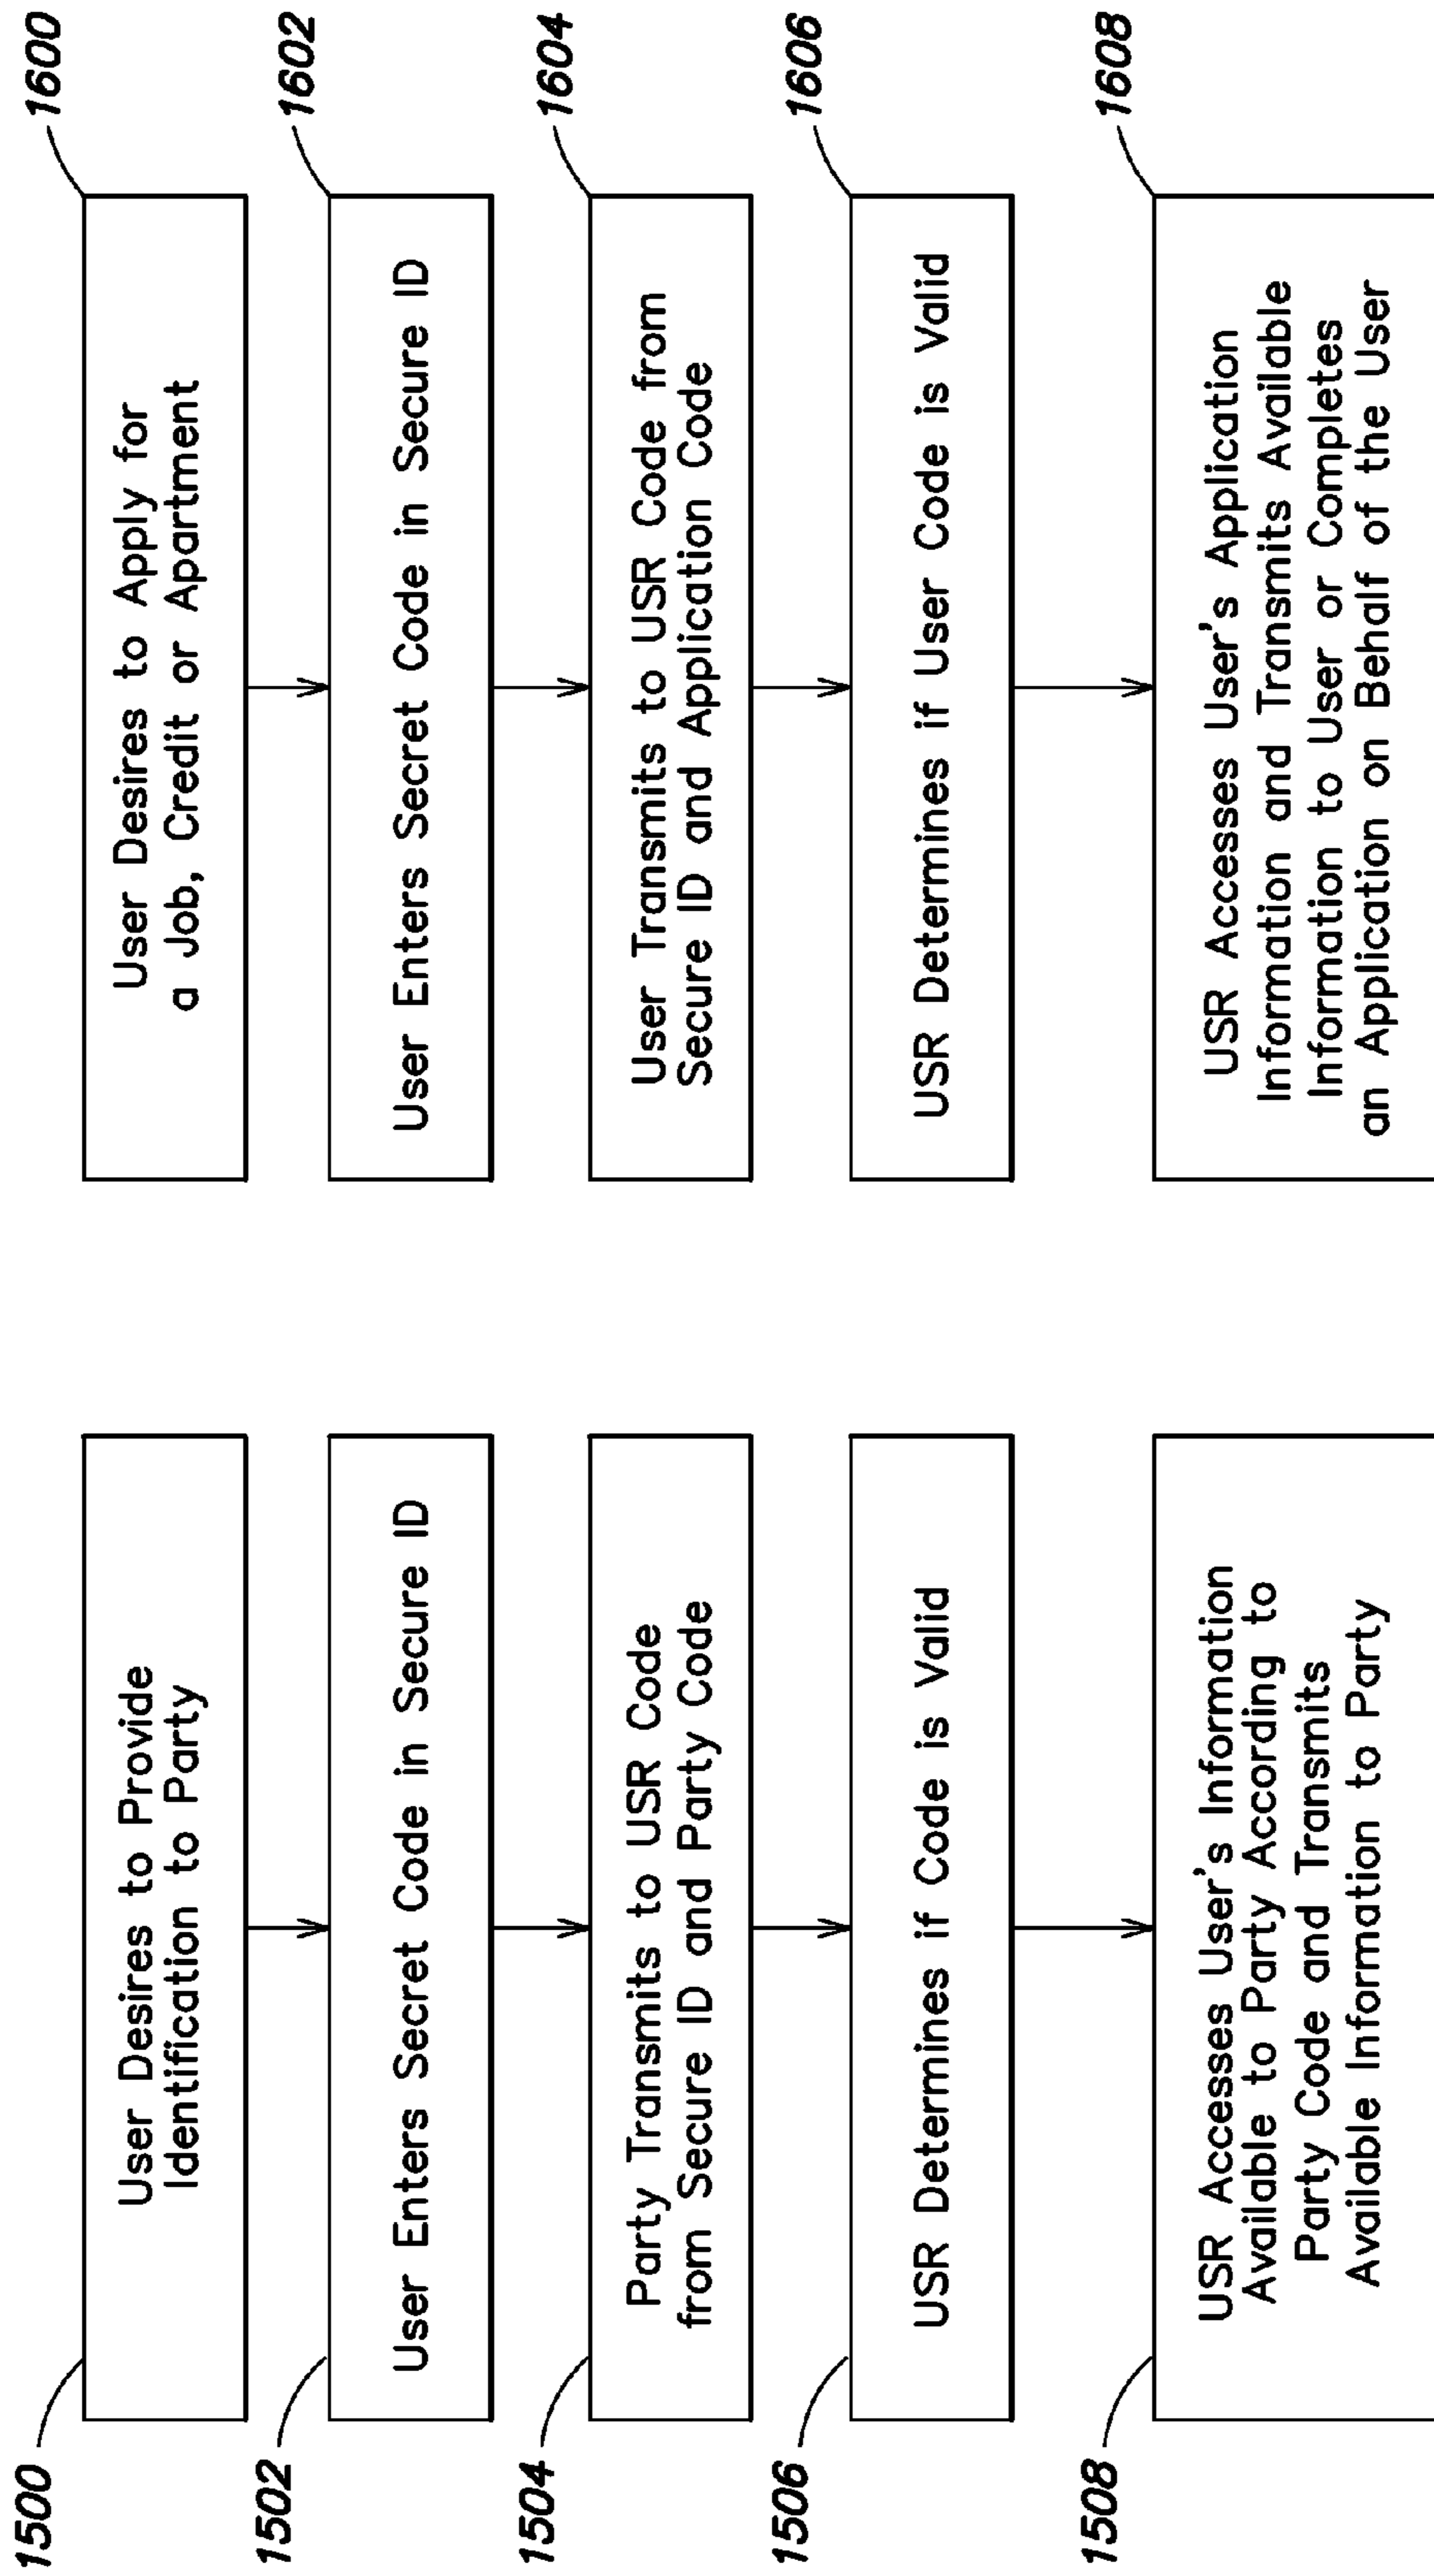 1500
User Desires to Provide
Identification to Party
1502
User Enters Secret Code in Secure ID
1504
Party Transmits to USR Code
from Secure ID and Party Code
1506
USR Determines if Code is Valid
1508
USR Accesses User's Information
Available to Party According to
Party Code and Transmits
Available Information to Party
1600
User Desires to Apply for
a Job, Credit or Apartment
1602
User Enters Secret Code in Secure ID
1604
User Transmits to USR Code from
Secure ID and Application Code
1606
USR Determines if User Code is Valid
1608
USR Accesses User's Application
Information and Transmits Available
Information to User or Completes
an Application on Behalf of the User